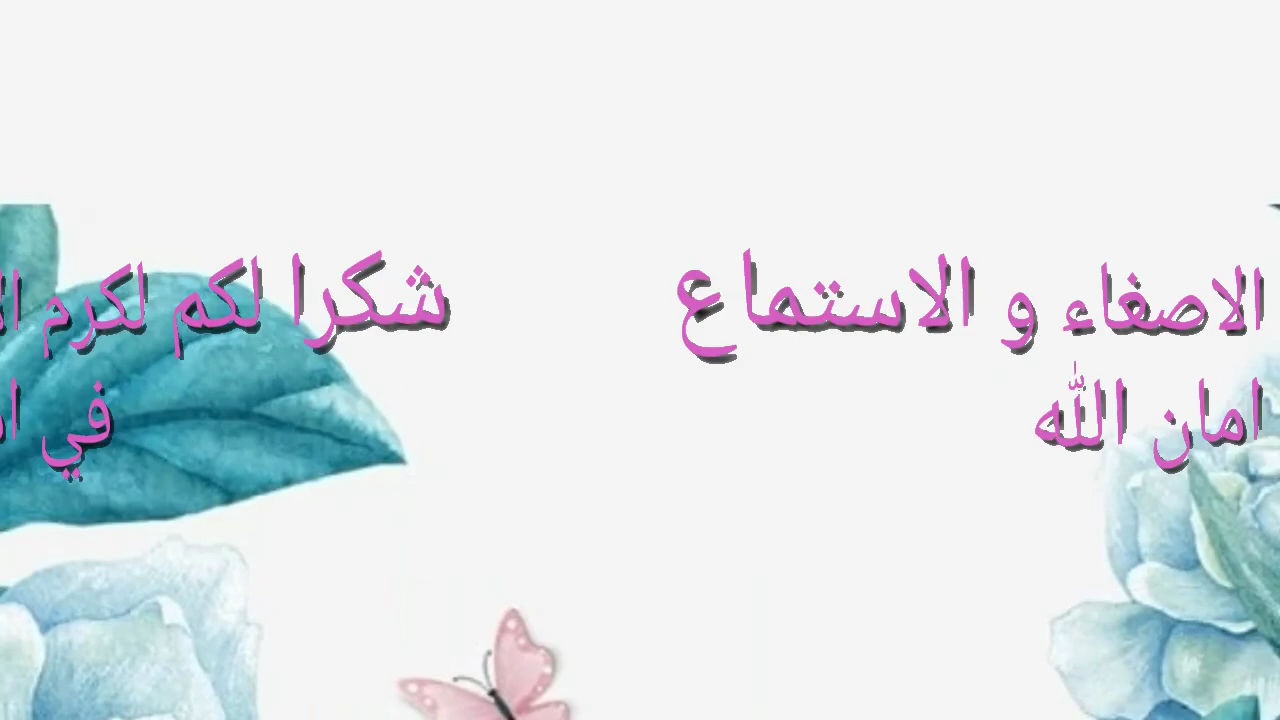 شكرا لكم لكرم الاصغاء و الاستماع
في امان الله